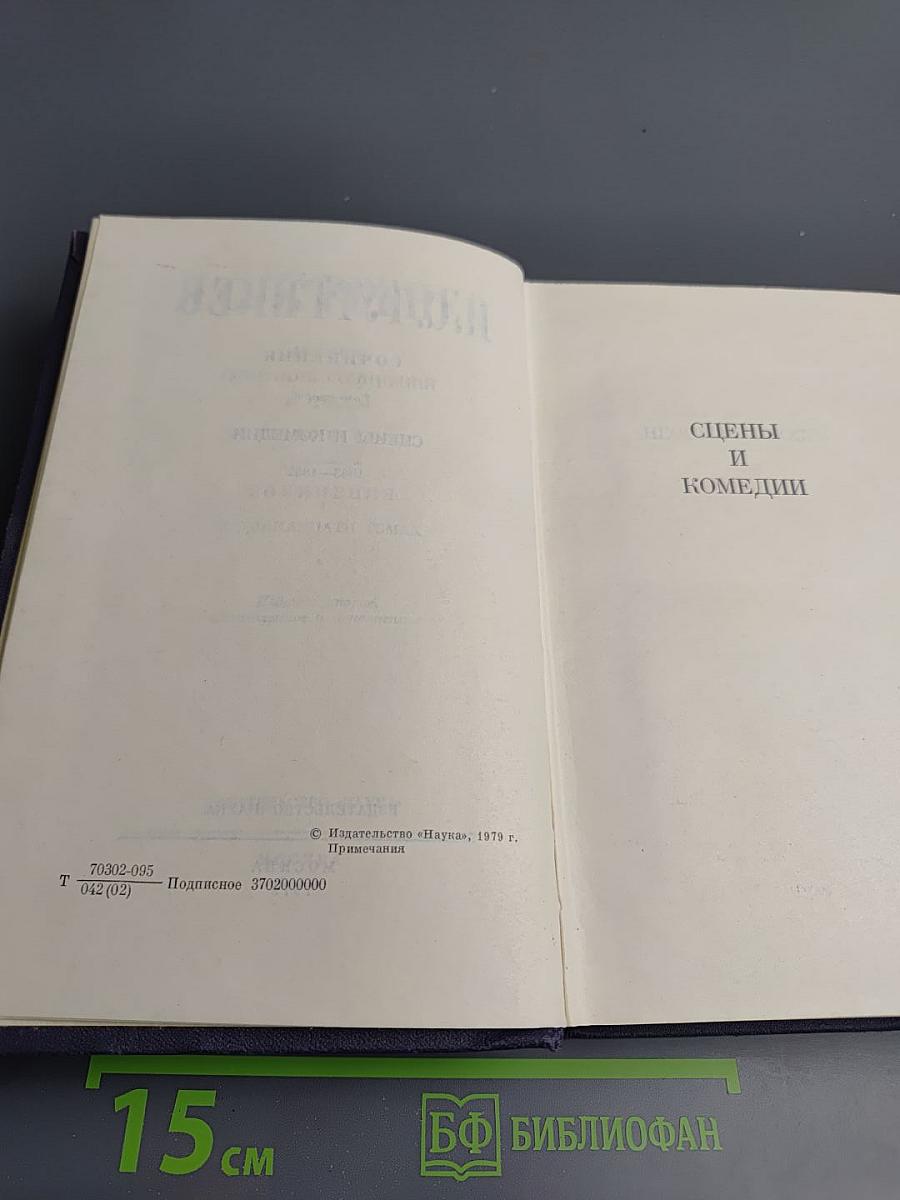 © Издательство «Наука», 1979 г.
Примечания
Т 70302-095
042 (02)
Подписное 3702000000
СЦЕНЫ
И
КОМЕДИИ
15 см
БФ БИБЛИОФАН